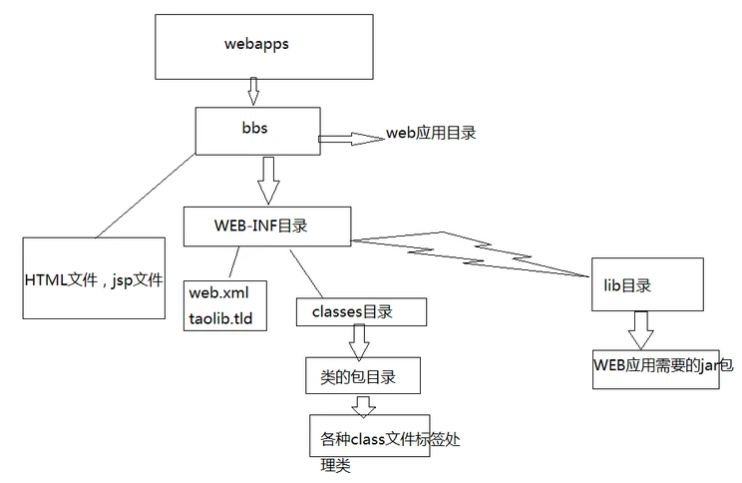 webapps
bbs
web应用目录
WEB-INF目录
HTML文件，jsp文件
web.xml
taolib.tld
classes目录
lib目录
类的包目录
WEB应用需要的jar包
各种class文件标签处
理类